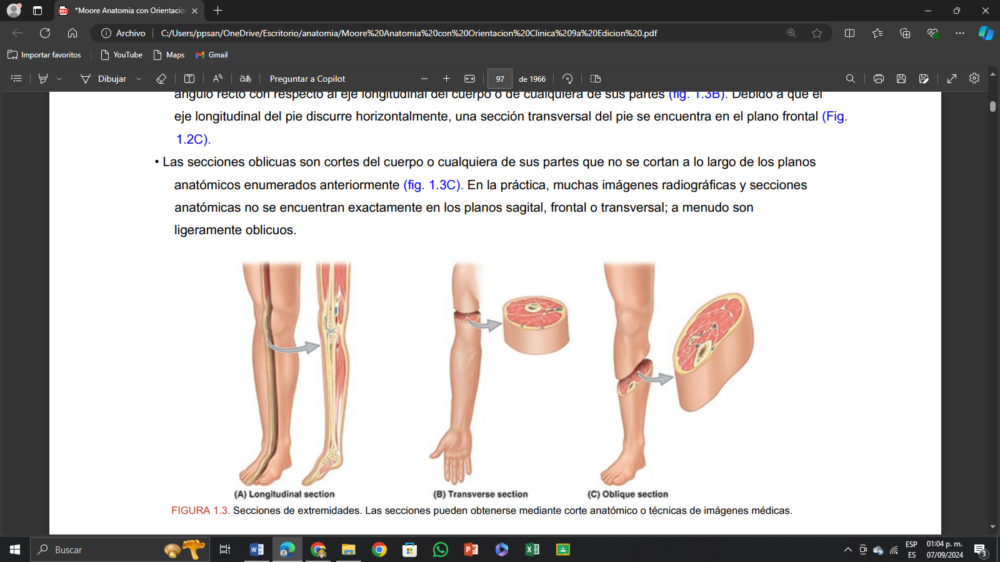 *Moore Anatomia con Orientacio
Archivo
C:/Users/ppsan/OneDrive/Escritorio/anatomia/Moore%20Anatomia%20con%20Orientacion%20Clinica%209a%20Edicion%20.pdf
Importar favoritos
YouTube
Maps
Gmail
Dibujar
aあ
Preguntar a Copilot
97
de 1966
ángulo recto con respecto al eje longitudinal del cuerpo o de cualquiera de sus partes (fig. 1.3B). Debido a que el
eje longitudinal del pie discurre horizontalmente, una sección transversal del pie se encuentra en el plano frontal (Fig.
1.2C).
• Las secciones oblicuas son cortes del cuerpo o cualquiera de sus partes que no se cortan a lo largo de los planos
anatómicos enumerados anteriormente (fig. 1.3C). En la práctica, muchas imágenes radiográficas y secciones
anatómicas no se encuentran exactamente en los planos sagital, frontal o transversal; a menudo son
ligeramente oblicuos.
(A) Longitudinal section
(B) Transverse section
(C) Oblique section
FIGURA 1.3. Secciones de extremidades. Las secciones pueden obtenerse mediante corte anatómico o técnicas de imágenes médicas.
Buscar
ESP
ES
01:04 p. m.
07/09/2024
3